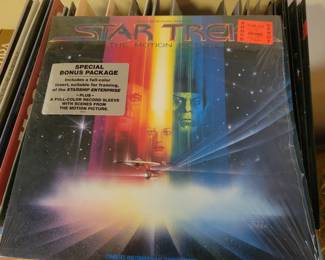 STAR TREK
THE MOTION
SPECIAL
BONUS PACKAGE
Includes a full-color
insert, suitable for framing,
of the STARSHIP ENTERPRISE
—PLUS—
A FULL-COLOR RECORD SLEEVE
WITH SCENES FROM
THE MOTION PICTURE.